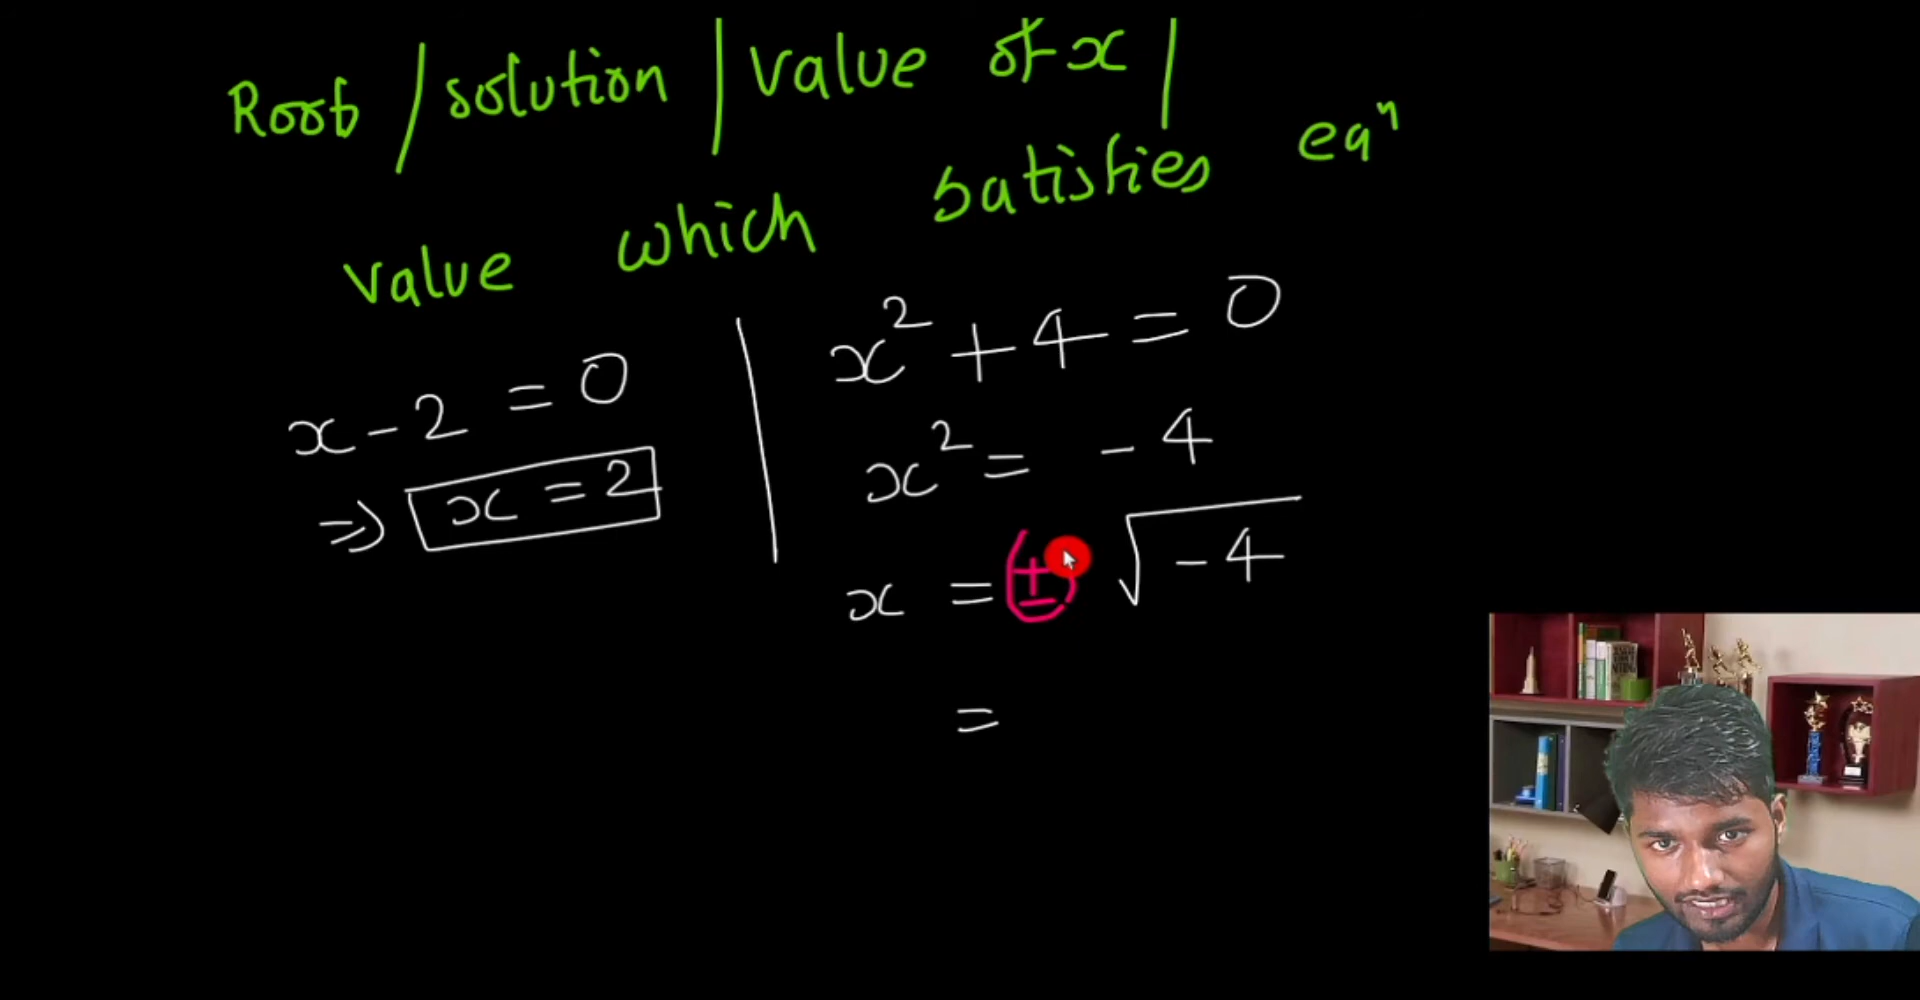 Root / solution | value of x |
value which satisfies eqⁿ
x - 2 = 0
⇒ x = 2
x² + 4 = 0
x² = - 4
x = (±) √-4
=